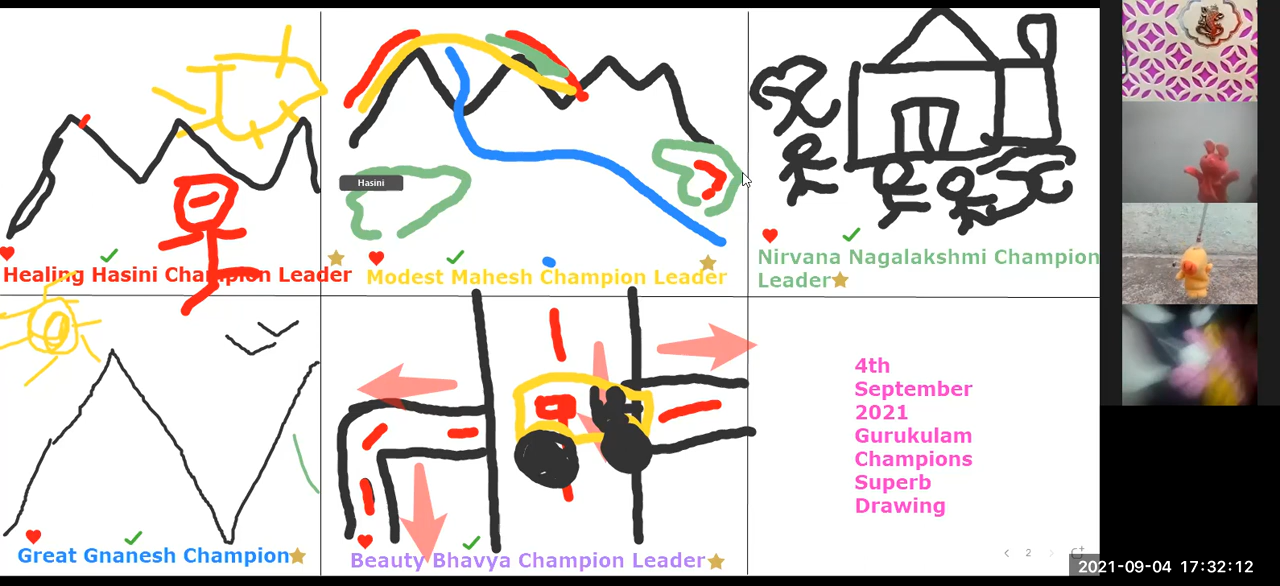 Hasini
Healing Hasini Champion Leader
Modest Mahesh Champion Leader
Nirvana Nagalakshmi Champion
Leader
Great Gnanesh Champion
Beauty Bhavya Champion Leader
4th
September
2021
Gurukulam
Champions
Superb
Drawing
2
2021-09-04 17:32:12